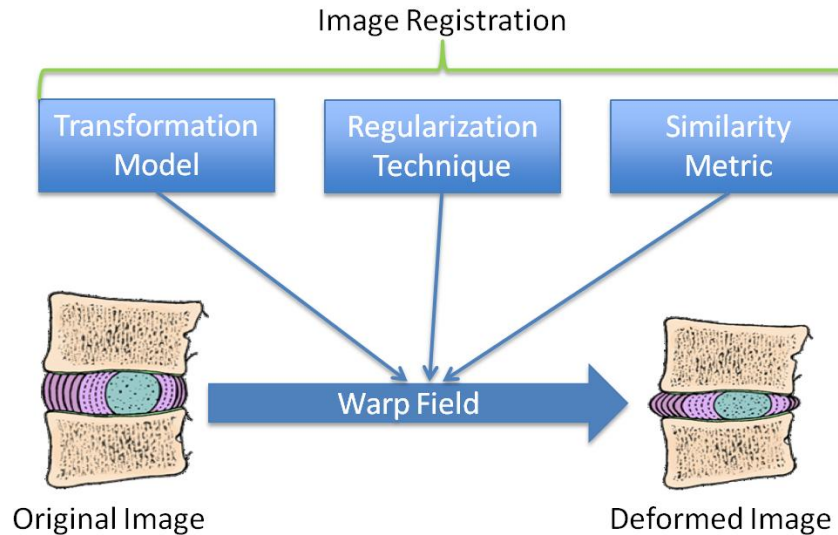 Image Registration
Transformation
Model
Regularization
Technique
Similarity
Metric
Warp Field
Original Image
Deformed Image